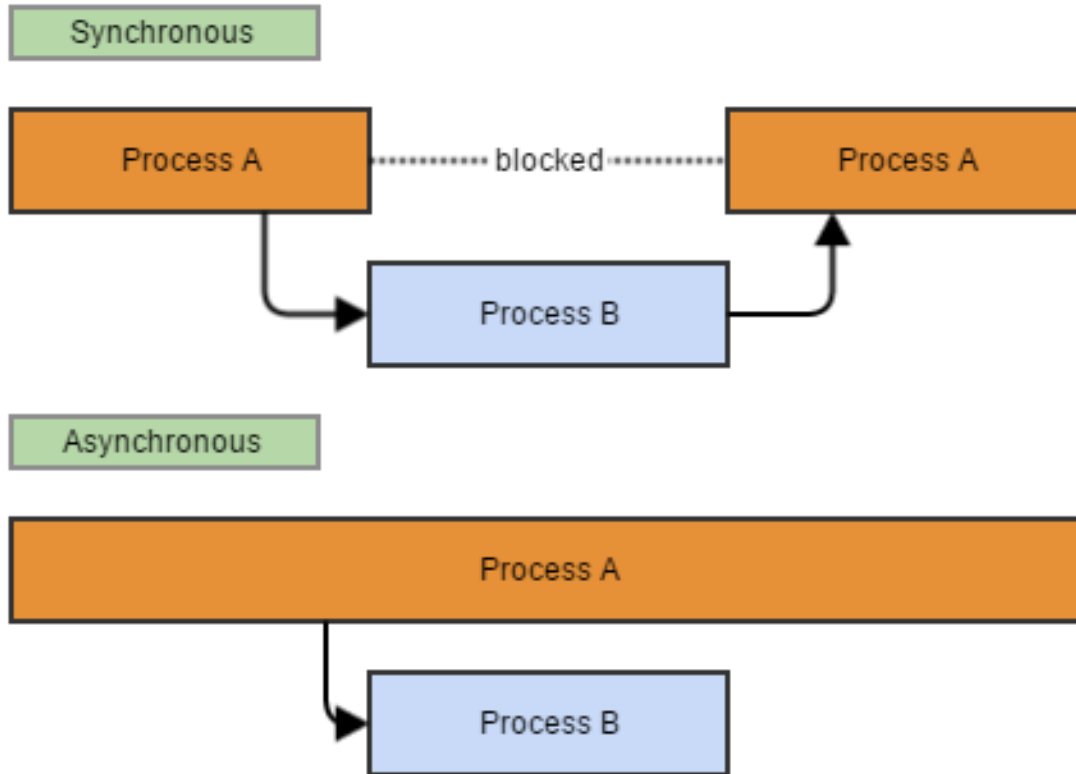 Synchronous
Process A
blocked
Process A
Process B
Asynchronous
Process A
Process B